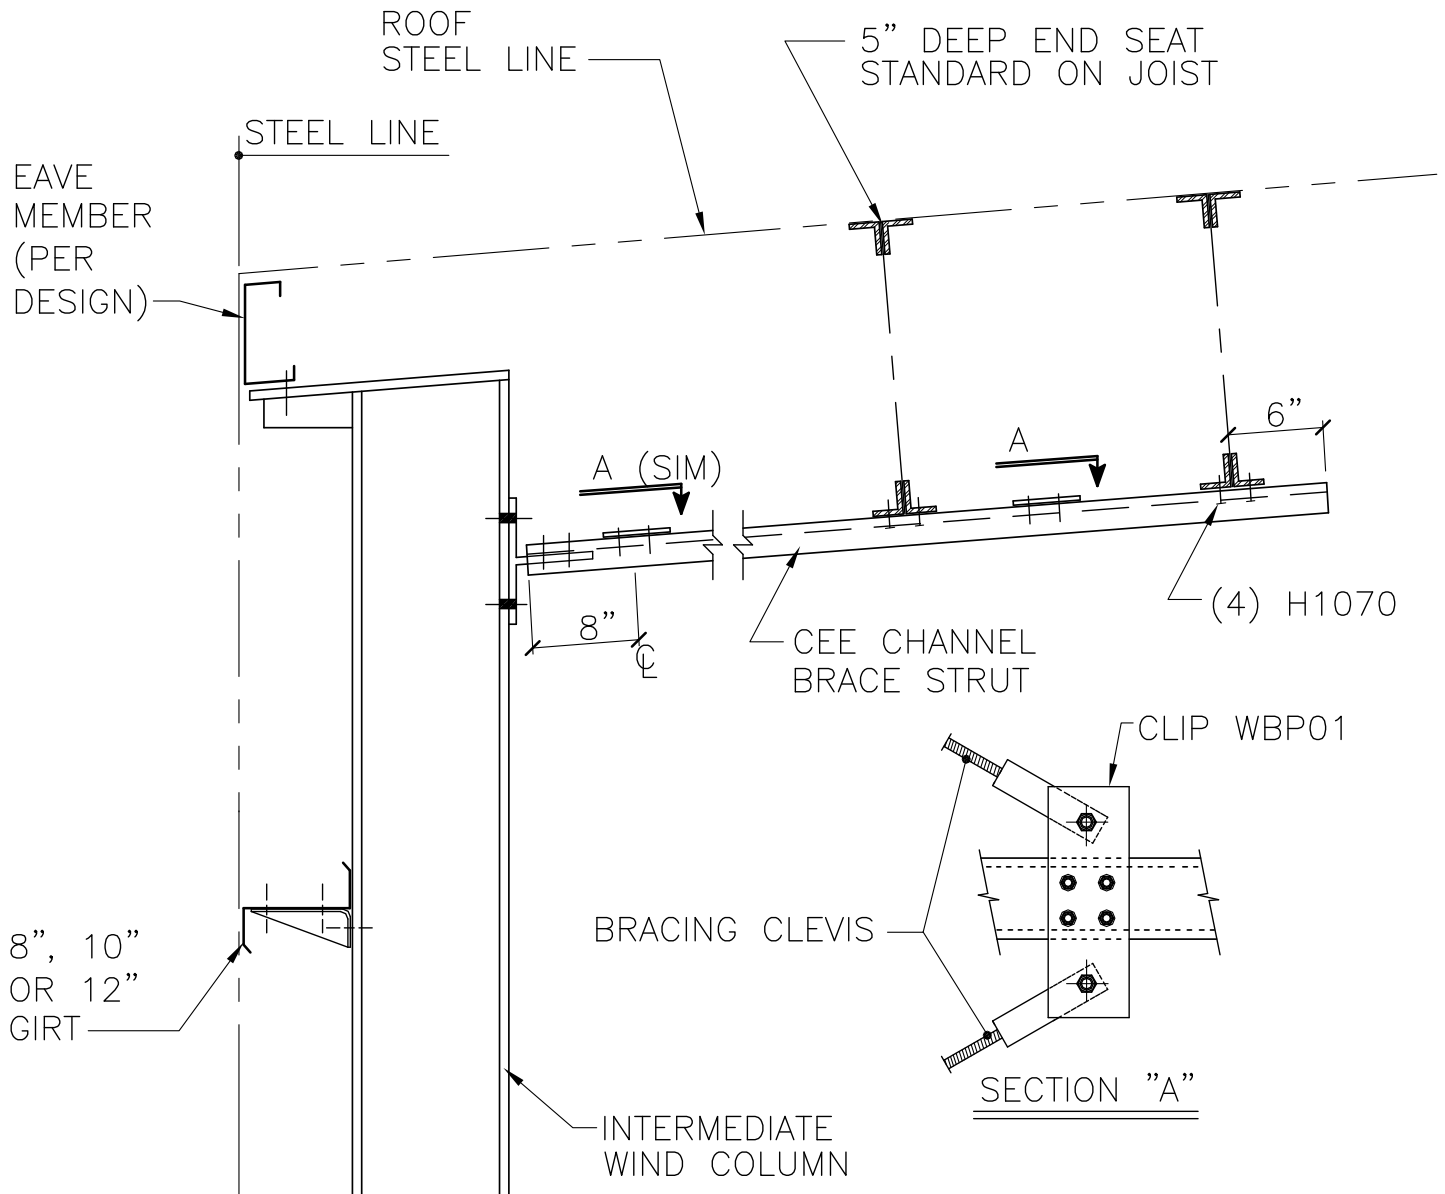 ROOF
STEEL LINE
5” DEEP END SEAT
STANDARD ON JOIST
STEEL LINE
EAVE
MEMBER
(PER
DESIGN)
6”
A
A (SIM)
(4) H1070
8”
℄
CEE CHANNEL
BRACE STRUT
CLIP WBP01
BRACING CLEVIS
8”, 10”
OR 12”
GIRT
SECTION ”A”
INTERMEDIATE
WIND COLUMN